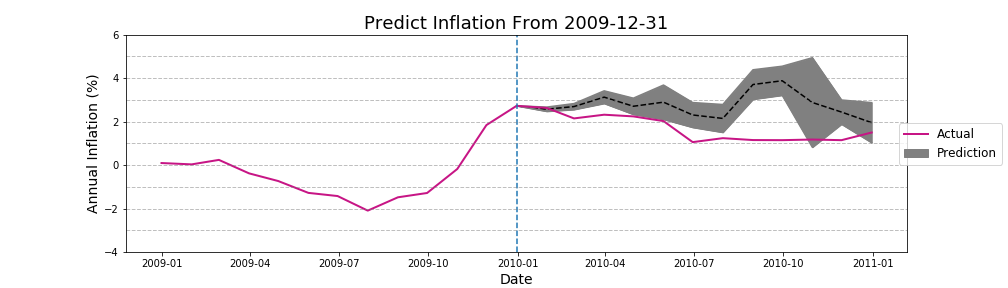 Predict Inflation From 2009-12-31
Annual Inflation (%)
6
4
2
0
−2
−4
2009-01 2009-04 2009-07 2009-10 2010-01 2010-04 2010-07 2010-10 2011-01
Date
Actual
Prediction